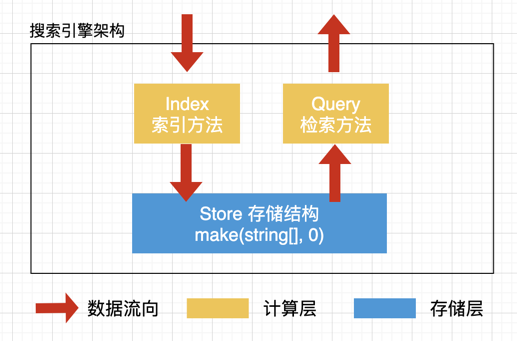 搜索引擎架构
Index
索引方法
Query
检索方法
Store 存储结构
make(string[], 0)
数据流向
计算层
存储层